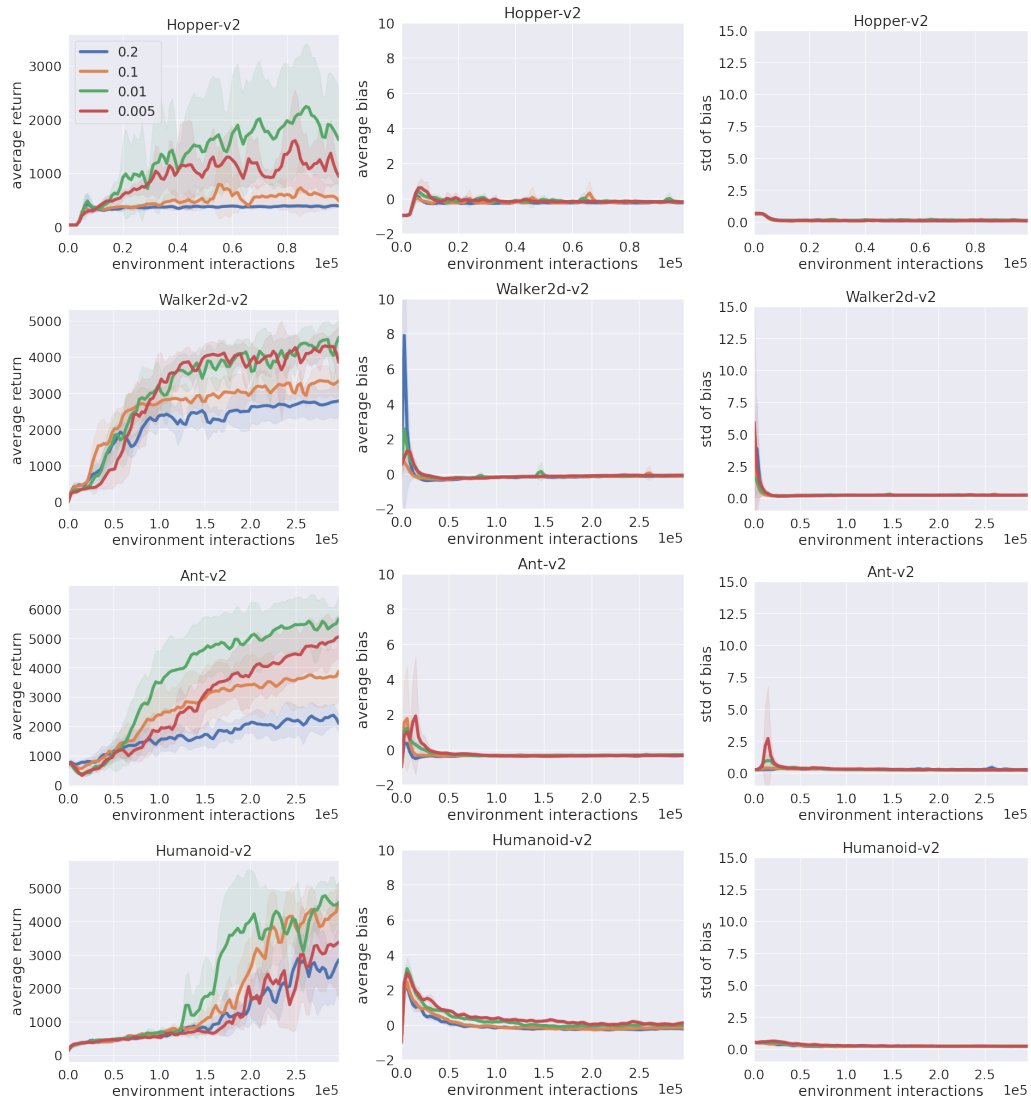 Hopper-v2
average return
3000
2000
1000
0
0.2
0.1
0.01
0.005
0.0 0.2 0.4 0.6 0.8
environment interactions 1e5
Hopper-v2
average bias
10
8
6
4
2
0
−2
0.0 0.2 0.4 0.6 0.8
environment interactions 1e5
Hopper-v2
std of bias
15.0
12.5
10.0
7.5
5.0
2.5
0.0
0.0 0.2 0.4 0.6 0.8
environment interactions 1e5
Walker2d-v2
average return
5000
4000
3000
2000
1000
0
0.0 0.5 1.0 1.5 2.0 2.5
environment interactions 1e5
Walker2d-v2
average bias
10
8
6
4
2
0
−2
0.0 0.5 1.0 1.5 2.0 2.5
environment interactions 1e5
Walker2d-v2
std of bias
15.0
12.5
10.0
7.5
5.0
2.5
0.0
0.0 0.5 1.0 1.5 2.0 2.5
environment interactions 1e5
Ant-v2
average return
6000
5000
4000
3000
2000
1000
0
0.0 0.5 1.0 1.5 2.0 2.5
environment interactions 1e5
Ant-v2
average bias
10
8
6
4
2
0
−2
0.0 0.5 1.0 1.5 2.0 2.5
environment interactions 1e5
Ant-v2
std of bias
15.0
12.5
10.0
7.5
5.0
2.5
0.0
0.0 0.5 1.0 1.5 2.0 2.5
environment interactions 1e5
Humanoid-v2
average return
5000
4000
3000
2000
1000
0
0.0 0.5 1.0 1.5 2.0 2.5
environment interactions 1e5
Humanoid-v2
average bias
10
8
6
4
2
0
−2
0.0 0.5 1.0 1.5 2.0 2.5
environment interactions 1e5
Humanoid-v2
std of bias
15.0
12.5
10.0
7.5
5.0
2.5
0.0
0.0 0.5 1.0 1.5 2.0 2.5
environment interactions 1e5